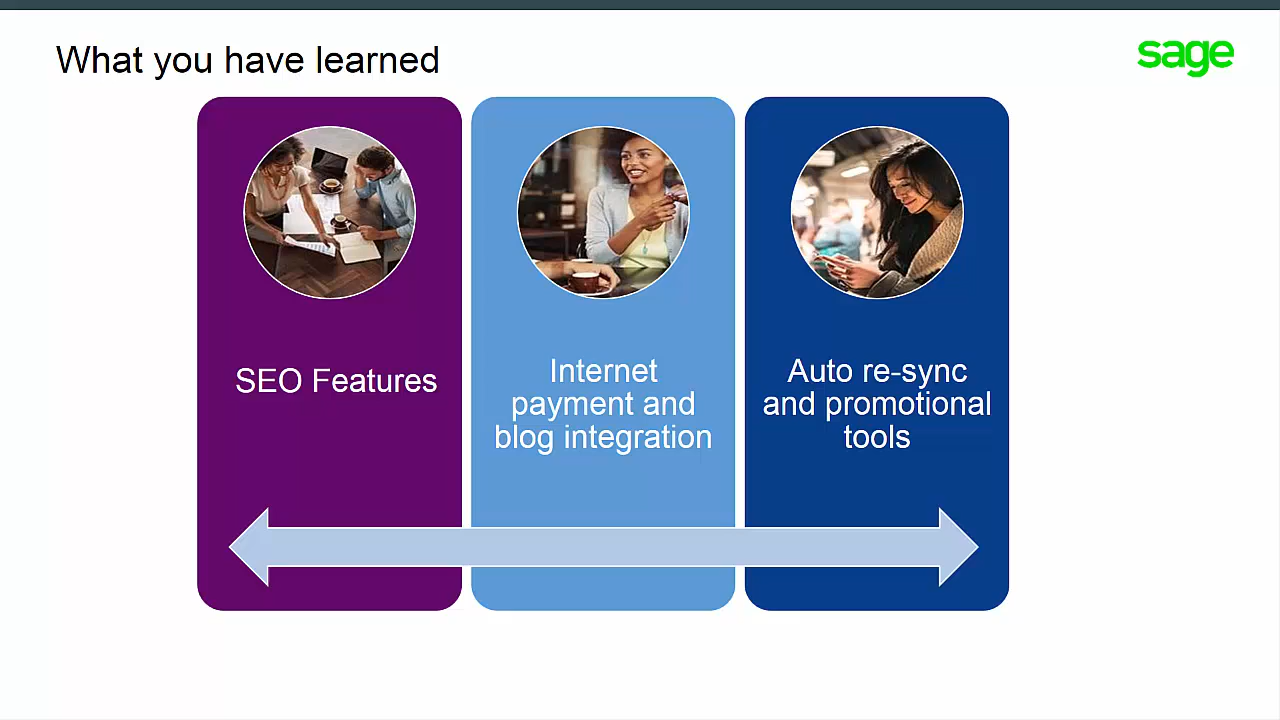 What you have learned
sage
SEO Features
Internet
payment and
blog integration
Auto re-sync
and promotional
tools